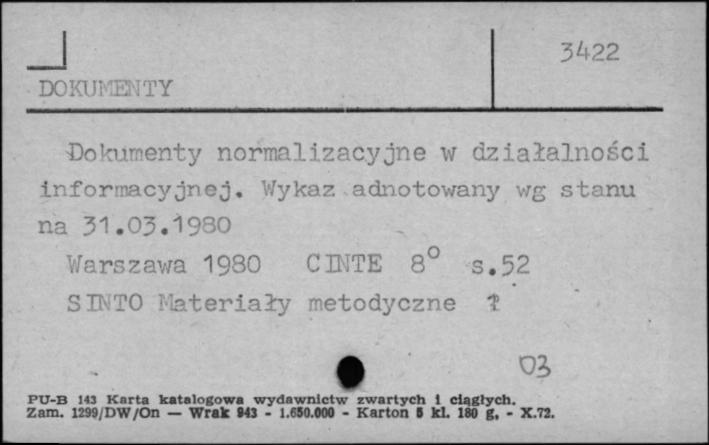 3422
DOKUMENTY
Dokumenty normalizacyjne w działalności
informacyjnej. Wykaz adnotowany wg stanu
na 31.03.1980
Warszawa 1980 CINTE 8° s.52
SINTO Materiały metodyczne
03
PU-B 143 Karta katalogowa wydawnictw zwartych i ciągłych.
Zam. 1299/DW/On — Wrak 943 - 1.650.000 - Karton 5 kl. 180 g, - X.72.